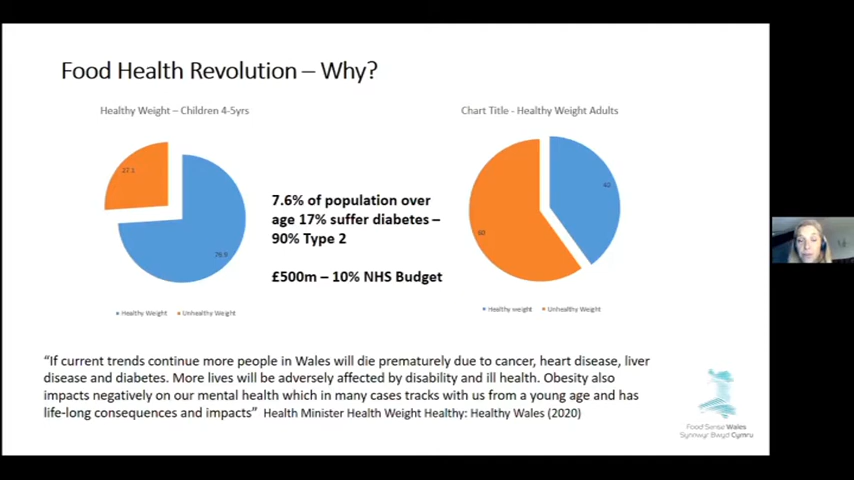 Food Health Revolution – Why?
Healthy Weight – Children 4-5yrs
27.1
76.9
Healthy Weight
Unhealthy Weight
7.6% of population over
age 17% suffer diabetes –
90% Type 2
£500m – 10% NHS Budget
Chart Title - Healthy Weight Adults
40
60
Healthy weight
Unhealthy Weight
“If current trends continue more people in Wales will die prematurely due to cancer, heart disease, liver
disease and diabetes. More lives will be adversely affected by disability and ill health. Obesity also
impacts negatively on our mental health which in many cases tracks with us from a young age and has
life-long consequences and impacts” Health Minister Health Weight Healthy: Healthy Wales (2020)
Food Sense Wales
Synnwyr Bwyd Cymru